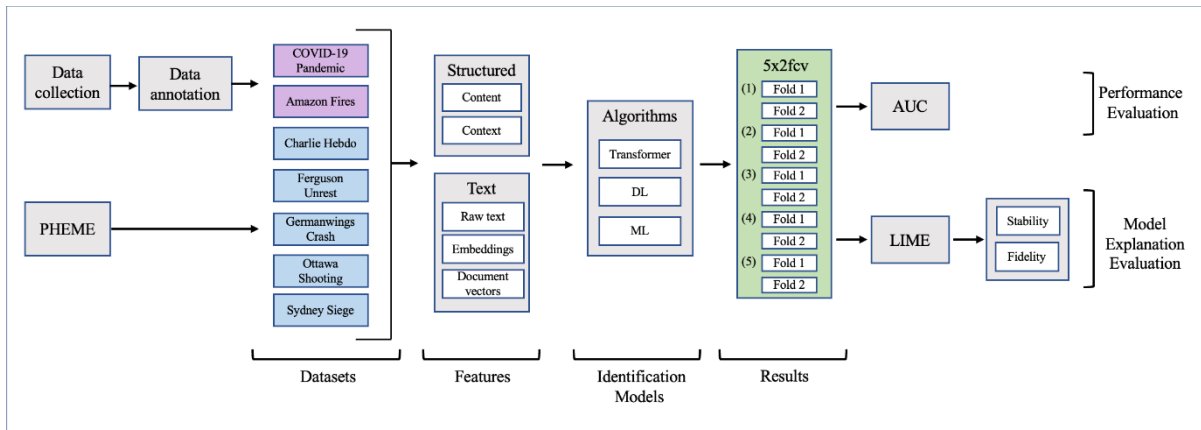 Data
collection
Data
annotation
PHEME
COVID-19
Pandemic
Amazon Fires
Charlie Hebdo
Ferguson
Unrest
Germanwings
Crash
Ottawa
Shooting
Sydney Siege
Datasets
Structured
Content
Context
Text
Raw text
Embeddings
Document
vectors
Features
Algorithms
Transformer
DL
ML
Identification
Models
5x2fcv
(1) Fold 1
Fold 2
(2) Fold 1
Fold 2
(3) Fold 1
Fold 2
(4) Fold 1
Fold 2
(5) Fold 1
Fold 2
Results
AUC
Performance
Evaluation
LIME
Stability
Fidelity
Model
Explanation
Evaluation